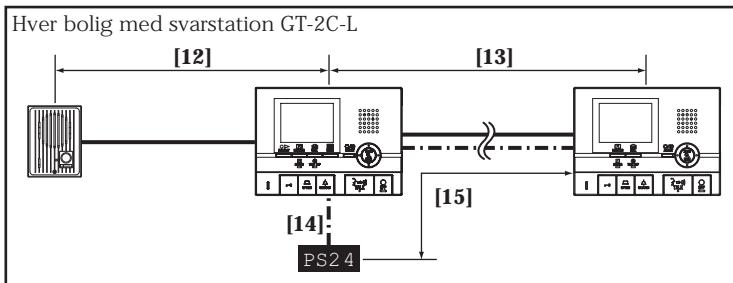 Hver bolig med svarstation GT-2C-L
[12]
[13]
[15]
[14]
PS24